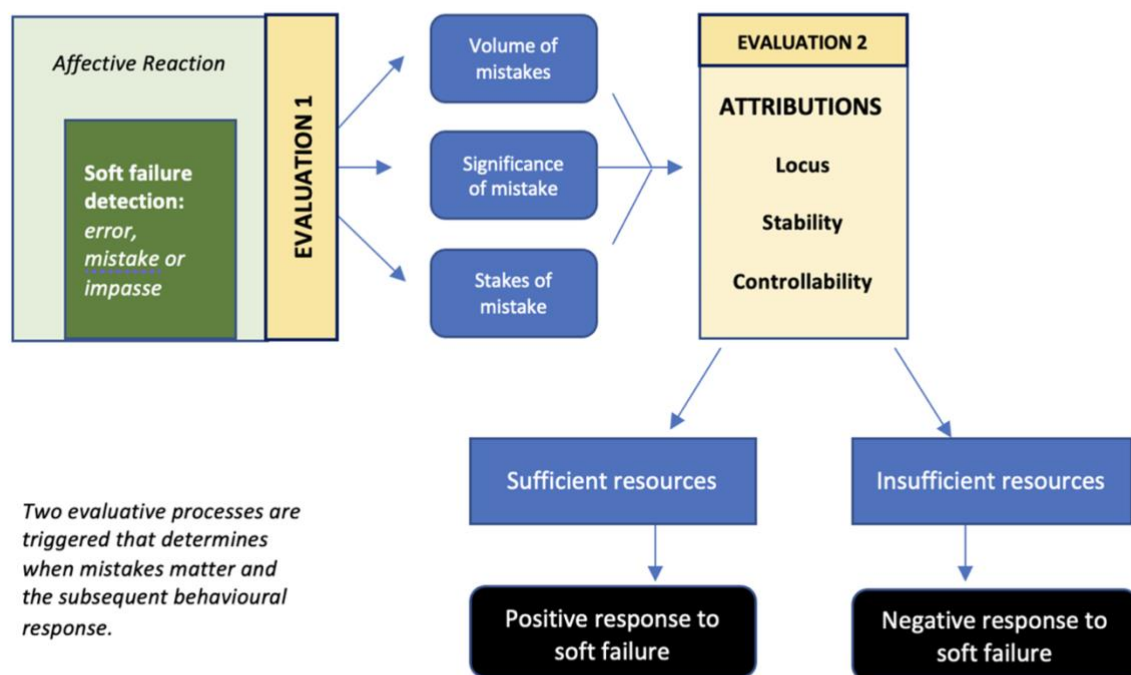 Affective Reaction
Soft failure
detection:
error,
mistake or
impasse
EVALUATION 1
Volume of
mistakes
Significance
of mistake
Stakes of
mistake
EVALUATION 2
ATTRIBUTIONS
Locus
Stability
Controllability
Sufficient resources
Insufficient resources
Positive response to
soft failure
Negative response to
soft failure
Two evaluative processes are
triggered that determines
when mistakes matter and
the subsequent behavioural
response.